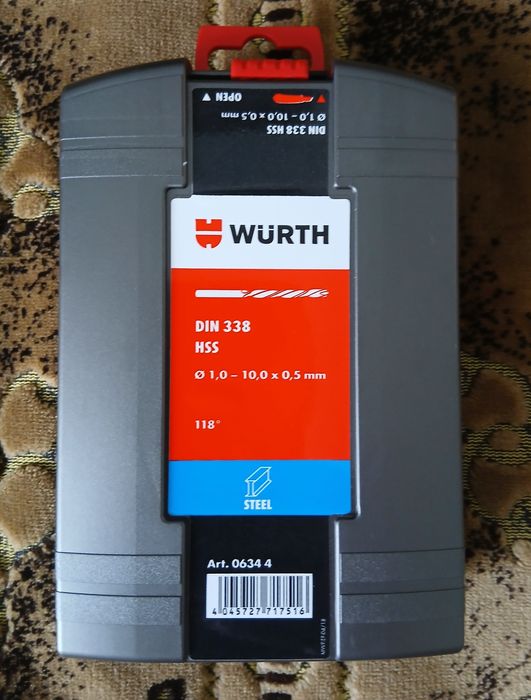 ▲ OPEN ▲
DIN 338 HSS
Ø 1,0 – 10,0 x 0,5 mm
WÜRTH
DIN 338
HSS
Ø 1,0 – 10,0 x 0,5 mm
118°
STEEL
Art. 0634 4
4 045727 717516